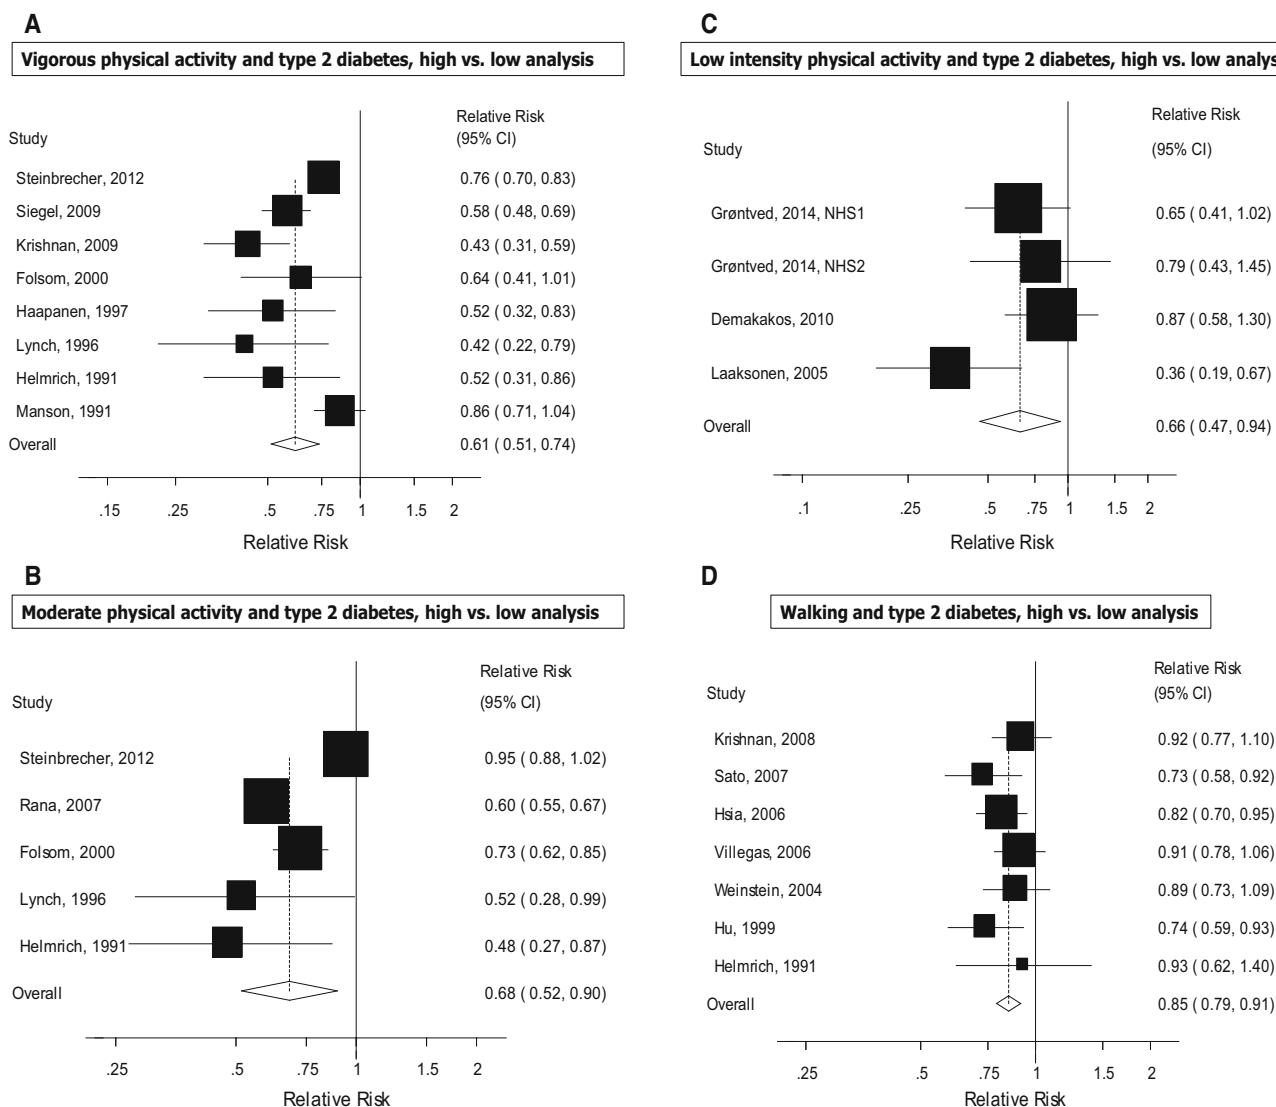 A
Vigorous physical activity and type 2 diabetes, high vs. low analysis
Relative Risk
Study (95% CI)
Steinbrecher, 2012 0.76 ( 0.70, 0.83)
Siegel, 2009 0.58 ( 0.48, 0.69)
Krishnan, 2009 0.43 ( 0.31, 0.59)
Folsom, 2000 0.64 ( 0.41, 1.01)
Haapanen, 1997 0.52 ( 0.32, 0.83)
Lynch, 1996 0.42 ( 0.22, 0.79)
Helmrich, 1991 0.52 ( 0.31, 0.86)
Manson, 1991 0.86 ( 0.71, 1.04)
Overall 0.61 ( 0.51, 0.74)
.15 .25 .5 .75 1 1.5 2
Relative Risk
B
Moderate physical activity and type 2 diabetes, high vs. low analysis
Relative Risk
Study (95% CI)
Steinbrecher, 2012 0.95 ( 0.88, 1.02)
Rana, 2007 0.60 ( 0.55, 0.67)
Folsom, 2000 0.73 ( 0.62, 0.85)
Lynch, 1996 0.52 ( 0.28, 0.99)
Helmrich, 1991 0.48 ( 0.27, 0.87)
Overall 0.68 ( 0.52, 0.90)
.25 .5 .75 1 1.5 2
Relative Risk
C
Low intensity physical activity and type 2 diabetes, high vs. low analys
Relative Risk
Study (95% CI)
Grøntved, 2014, NHS1 0.65 ( 0.41, 1.02)
Grøntved, 2014, NHS2 0.79 ( 0.43, 1.45)
Demakakos, 2010 0.87 ( 0.58, 1.30)
Laaksonen, 2005 0.36 ( 0.19, 0.67)
Overall 0.66 ( 0.47, 0.94)
.1 .25 .5 .75 1 1.5 2
Relative Risk
D
Walking and type 2 diabetes, high vs. low analysis
Relative Risk
Study (95% CI)
Krishnan, 2008 0.92 ( 0.77, 1.10)
Sato, 2007 0.73 ( 0.58, 0.92)
Hsia, 2006 0.82 ( 0.70, 0.95)
Villegas, 2006 0.91 ( 0.78, 1.06)
Weinstein, 2004 0.89 ( 0.73, 1.09)
Hu, 1999 0.74 ( 0.59, 0.93)
Helmrich, 1991 0.93 ( 0.62, 1.40)
Overall 0.85 ( 0.79, 0.91)
.25 .5 .75 1 1.5 2
Relative Risk